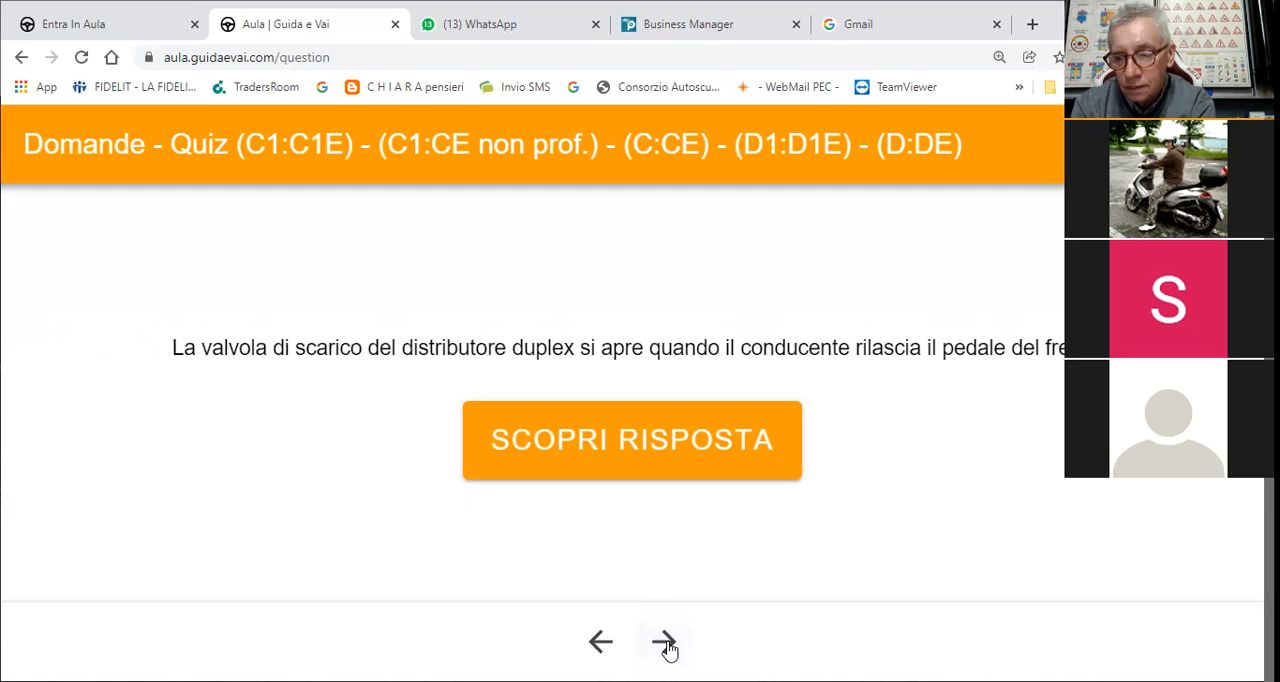 Entra In Aula
Aula | Guida e Vai
(13) WhatsApp
Business Manager
Gmail
aula.guidaevai.com/question
App
FIDELIT - LA FIDELI...
TradersRoom
C H I A R A pensieri
Invio SMS
Consorzio Autoscu...
- WebMail PEC -
TeamViewer
»
Domande - Quiz (C1:C1E) - (C1:CE non prof.) - (C:CE) - (D1:D1E) - (D:DE)
La valvola di scarico del distributore duplex si apre quando il conducente rilascia il pedale del fre
SCOPRI RISPOSTA
S